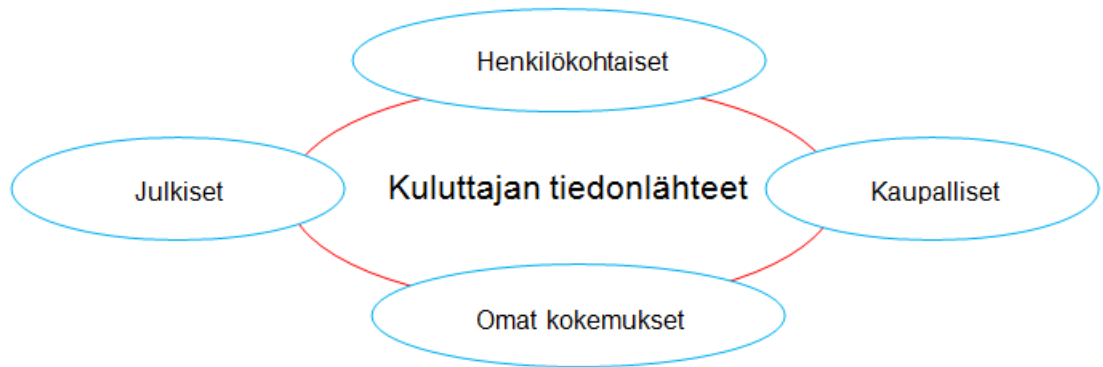 Henkilökohtaiset
Julkiset
Kuluttajan tiedonlähteet
Kaupalliset
Omat kokemukset